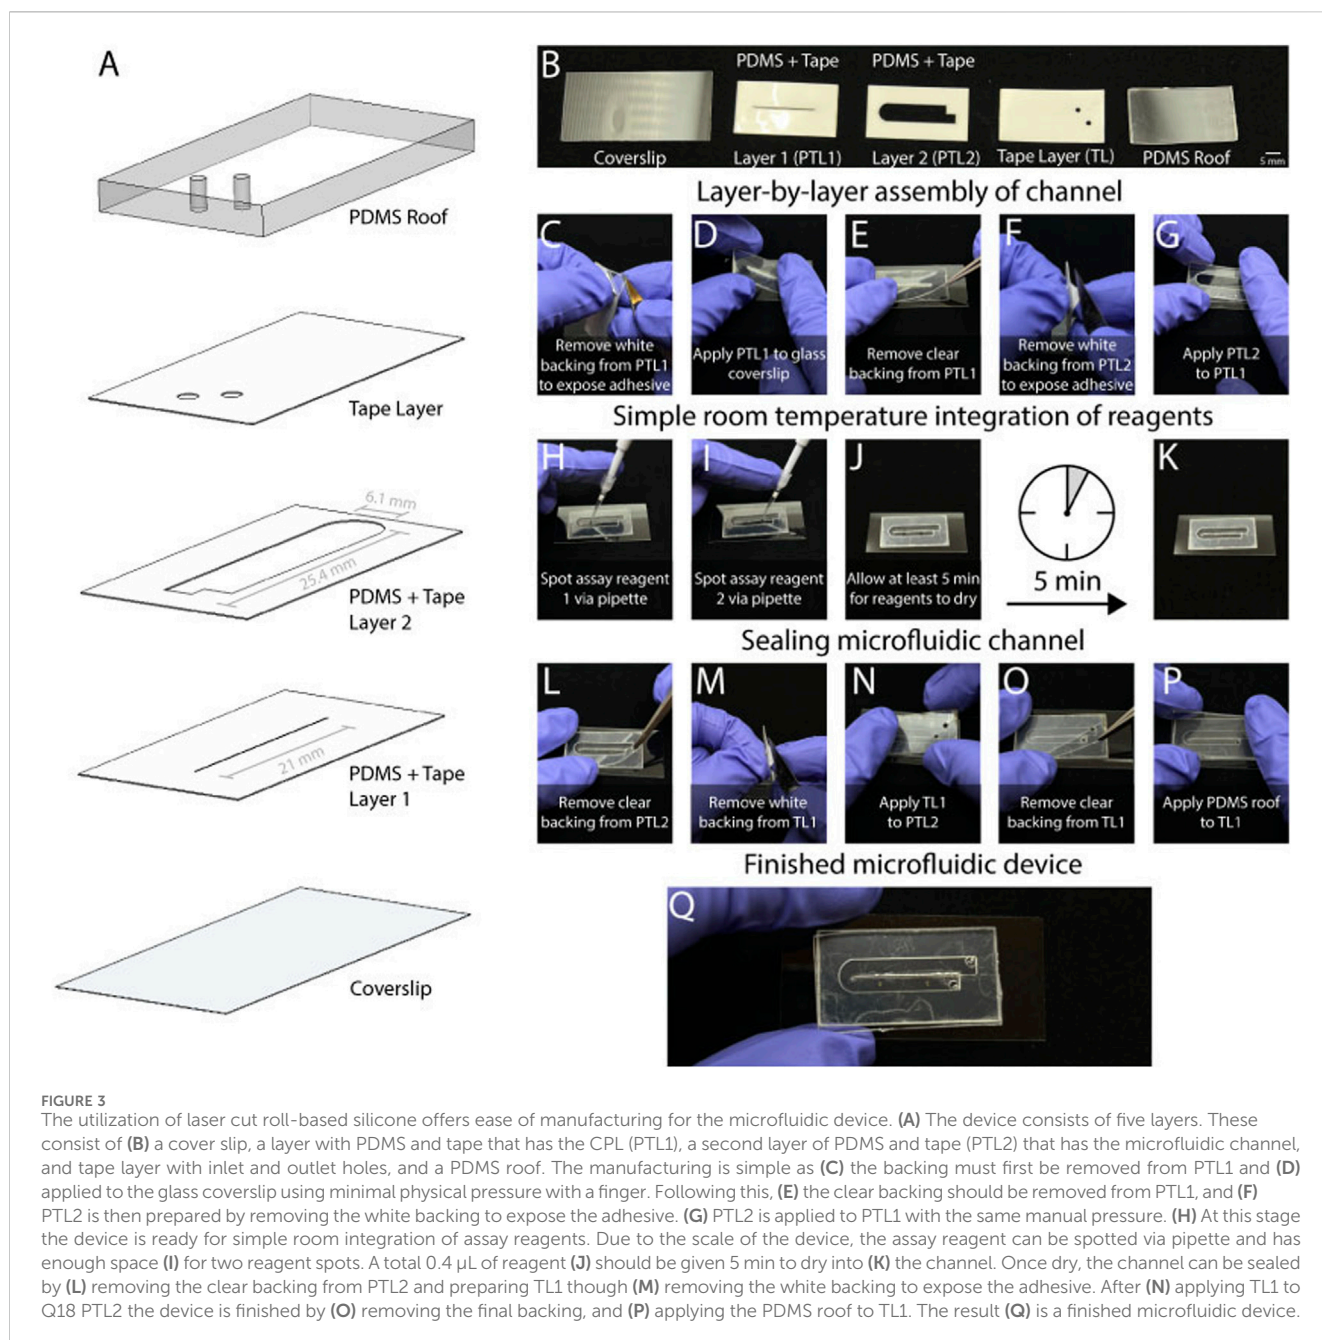 A
PDMS Roof
Tape Layer
6.1 mm
25.4 mm
PDMS + Tape
Layer 2
21 mm
PDMS + Tape
Layer 1
Coverslip
B
PDMS + Tape
PDMS + Tape
Coverslip
Layer 1 (PTL1)
Layer 2 (PTL2)
Tape Layer (TL)
PDMS Roof
5 mm
Layer-by-layer assembly of channel
C
Remove white
backing from PTL1
to expose adhesive
D
Apply PTL1 to glass
coverslip
E
Remove clear
backing from PTL1
F
Remove white
backing from PTL2
to expose adhesive
G
Apply PTL2
to PTL1
Simple room temperature integration of reagents
H
Spot assay reagent
1 via pipette
I
Spot assay reagent
2 via pipette
J
Allow at least 5 min
for reagents to dry
5 min
K
Sealing microfluidic channel
L
Remove clear
backing from PTL2
M
Remove white
backing from TL1
N
Apply TL1
to PTL2
O
Remove clear
backing from TL1
P
Apply PDMS roof
to TL1
Finished microfluidic device
Q
FIGURE 3
The utilization of laser cut roll-based silicone offers ease of manufacturing for the microfluidic device. (A) The device consists of five layers. These
consist of (B) a cover slip, a layer with PDMS and tape that has the CPL (PTL1), a second layer of PDMS and tape (PTL2) that has the microfluidic channel,
and tape layer with inlet and outlet holes, and a PDMS roof. The manufacturing is simple as (C) the backing must first be removed from PTL1 and (D)
applied to the glass coverslip using minimal physical pressure with a finger. Following this, (E) the clear backing should be removed from PTL1, and (F)
PTL2 is then prepared by removing the white backing to expose the adhesive. (G) PTL2 is applied to PTL1 with the same manual pressure. (H) At this stage
the device is ready for simple room integration of assay reagents. Due to the scale of the device, the assay reagent can be spotted via pipette and has
enough space (I) for two reagent spots. A total 0.4 μL of reagent (J) should be given 5 min to dry into (K) the channel. Once dry, the channel can be sealed
by (L) removing the clear backing from PTL2 and preparing TL1 though (M) removing the white backing to expose the adhesive. After (N) applying TL1 to
Q18 PTL2 the device is finished by (O) removing the final backing, and (P) applying the PDMS roof to TL1. The result (Q) is a finished microfluidic device.